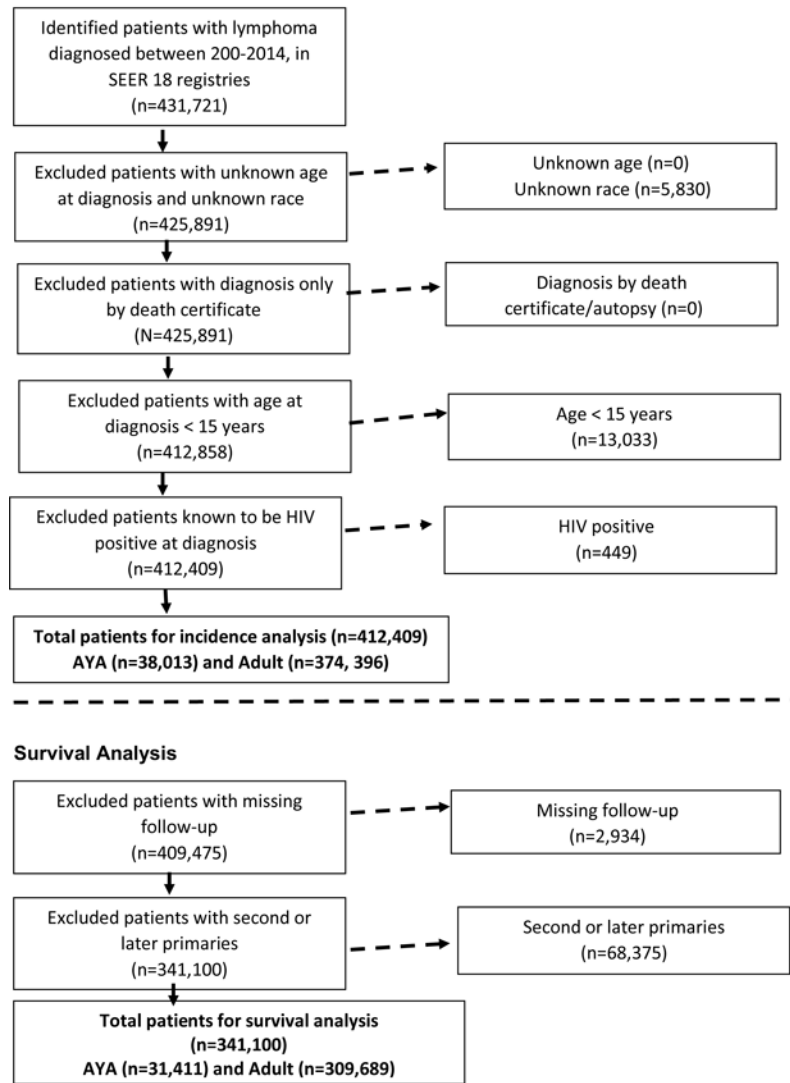 Identified patients with lymphoma
diagnosed between 200-2014, in
SEER 18 registries
(n=431,721)
Excluded patients with unknown age
at diagnosis and unknown race
(n=425,891)
Unknown age (n=0)
Unknown race (n=5,830)
Excluded patients with diagnosis only
by death certificate
(N=425,891)
Diagnosis by death
certificate/autopsy (n=0)
Excluded patients with age at
diagnosis < 15 years
(n=412,858)
Age < 15 years
(n=13,033)
Excluded patients known to be HIV
positive at diagnosis
(n=412,409)
HIV positive
(n=449)
Total patients for incidence analysis (n=412,409)
AYA (n=38,013) and Adult (n=374, 396)
Survival Analysis
Excluded patients with missing
follow-up
(n=409,475)
Missing follow-up
(n=2,934)
Excluded patients with second or
later primaries
(n=341,100)
Second or later primaries
(n=68,375)
Total patients for survival analysis
(n=341,100)
AYA (n=31,411) and Adult (n=309,689)